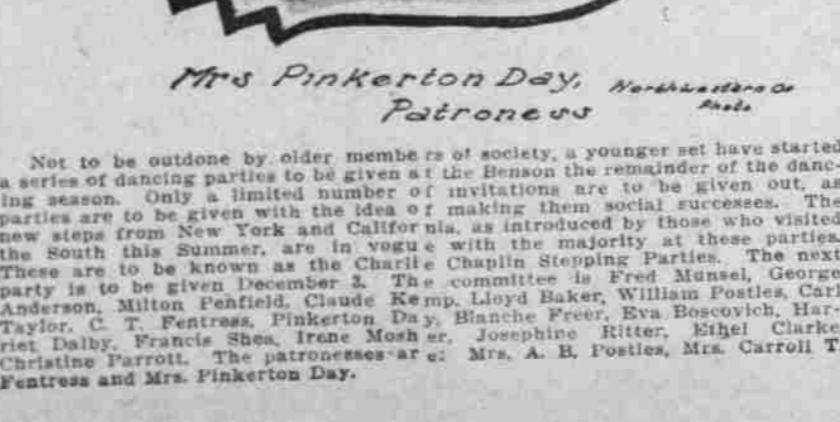 Mrs Pinkerton Day,
Northwestern Co
Photo
Patroness
Not to be outdone by older members of society, a younger set have started
a series of dancing parties to be given at the Benson the remainder of the danc-
ing season. Only a limited number of invitations are to be given out, as
parties are to be given with the idea of making them social successes. The
new steps from New York and California, as introduced by those who visited
the South this Summer, are in vogue with the majority at these parties.
These are to be known as the Charlie Chaplin Stepping Parties. The next
party is to be given December 3. The committee is Fred Munsel, George
Anderson, Milton Penfield, Claude Kemp, Lloyd Baker, William Postles, Carl
Taylor, C. T. Fentress, Pinkerton Day, Blanche Freer, Eva Boscovich, Har-
riet Dalby, Francis Shea, Irene Mosher, Josephine Ritter, Ethel Clarke
Christine Parrott. The patronesses are: Mrs. A. B. Postles, Mrs. Carroll T
Fentress and Mrs. Pinkerton Day.